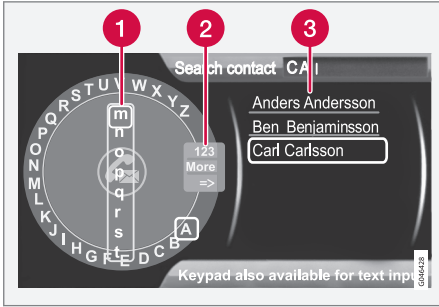 1
2
3
Search contact CA
A B C D E F G H I J K L M N O P Q R S T U V W X Y Z
m
n
o
p
q
r
s
t
123
More
=>
Anders Andersson
Ben Benjaminsson
Carl Carlsson
Keypad also available for text inp
G046428